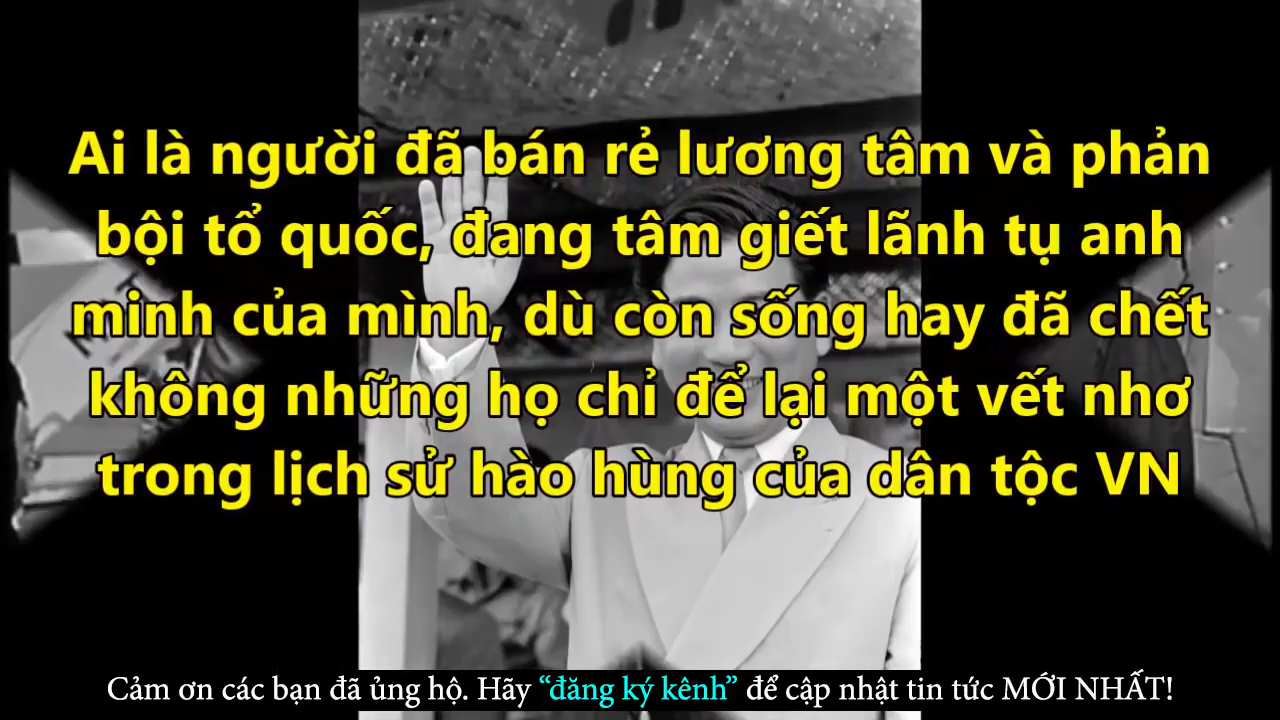 Ai là người đã bán rẻ lương tâm và phản
bội tổ quốc, đang tâm giết lãnh tụ anh
minh của mình, dù còn sống hay đã chết
không những họ chỉ để lại một vết nhơ
trong lịch sử hào hùng của dân tộc VN
Cảm ơn các bạn đã ủng hộ. Hãy “đăng ký kênh” để cập nhật tin tức MỚI NHẤT!